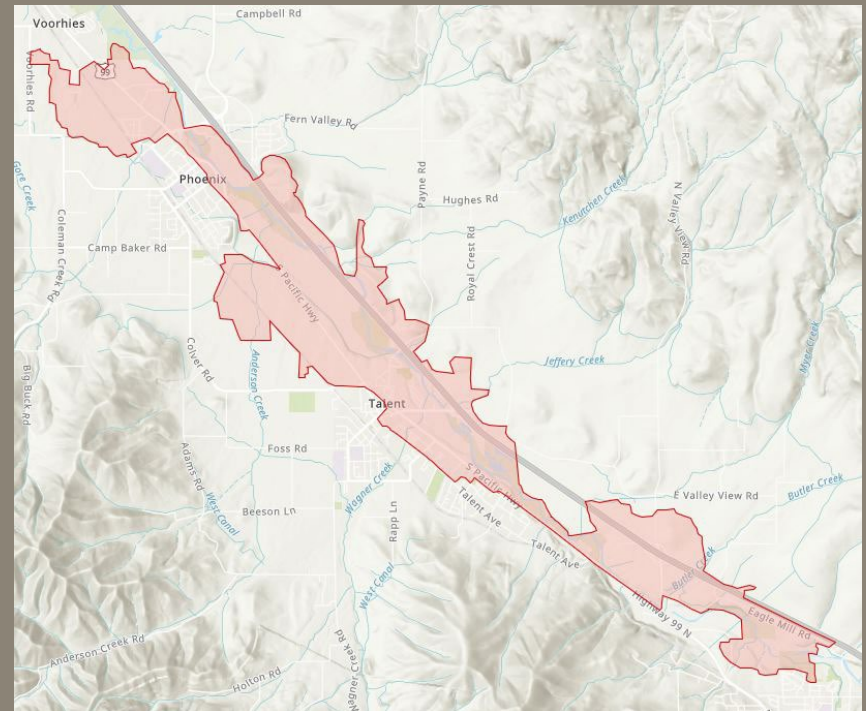 Voorhies
Campbell Rd
99
Voorhies Rd
Fern Valley Rd
Gore Creek
Phoenix
Payne Rd
Hughes Rd
Kenutchen Creek
N Valley View Rd
Coleman Creek Rd
Camp Baker Rd
Royal Crest Rd
Pacific Hwy
Myer Creek
Colver Rd
Anderson Creek
Jeffery Creek
Big Buck Rd
Talent
Adams Rd
Foss Rd
S Pacific Hwy
Wagner Creek
E Valley View Rd
Butler Creek
West Canal
Beeson Ln
Rapp Ln
Talent Ave
Talent Ave
West Canal
Butler Creek
Highway 99 N
Eagle Mill Rd
Anderson Creek Rd
Wagner Creek Rd
Holton Rd